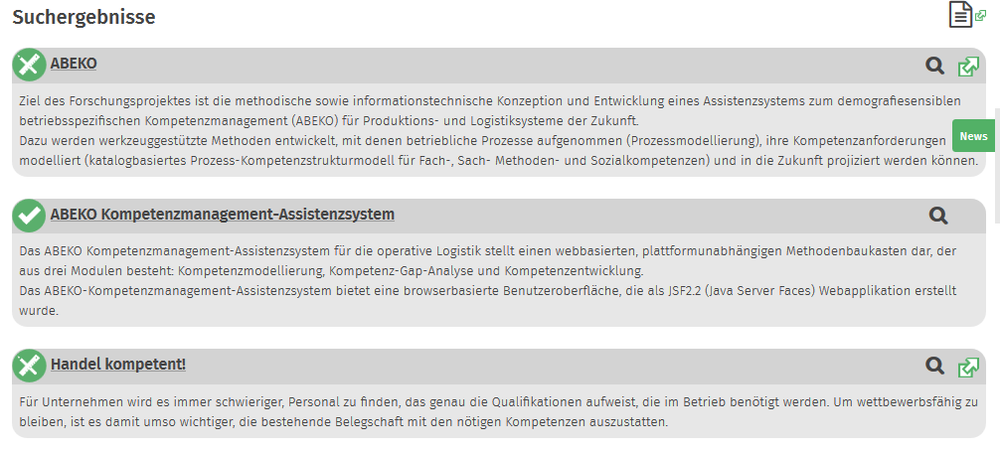 Suchergebnisse
ABEKO
Ziel des Forschungsprojektes ist die methodische sowie informationstechnische Konzeption und Entwicklung eines Assistenzsystems zum demografiesensiblen
betriebsspezifischen Kompetenzmanagement (ABEKO) für Produktions- und Logistiksysteme der Zukunft.
Dazu werden werkzeuggestützte Methoden entwickelt, mit denen betriebliche Prozesse aufgenommen (Prozessmodellierung), ihre Kompetenzanforderungen
News
modelliert (katalogbasiertes Prozess-Kompetenzstrukturmodell für Fach-, Sach- Methoden- und Sozialkompetenzen) und in die Zukunft projiziert werden können.
ABEKO Kompetenzmanagement-Assistenzsystem
Das ABEKO Kompetenzmanagement-Assistenzsystem für die operative Logistik stellt einen webbasierten, plattformunabhängigen Methodenbaukasten dar, der
aus drei Modulen besteht: Kompetenzmodellierung, Kompetenz-Gap-Analyse und Kompetenzentwicklung.
Das ABEKO-Kompetenzmanagement-Assistenzsystem bietet eine browserbasierte Benutzeroberfläche, die als JSF2.2 (Java Server Faces) Webapplikation erstellt
wurde.
Handel kompetent!
Für Unternehmen wird es immer schwieriger, Personal zu finden, das genau die Qualifikationen aufweist, die im Betrieb benötigt werden. Um wettbewerbsfähig zu
bleiben, ist es damit umso wichtiger, die bestehende Belegschaft mit den nötigen Kompetenzen auszustatten.